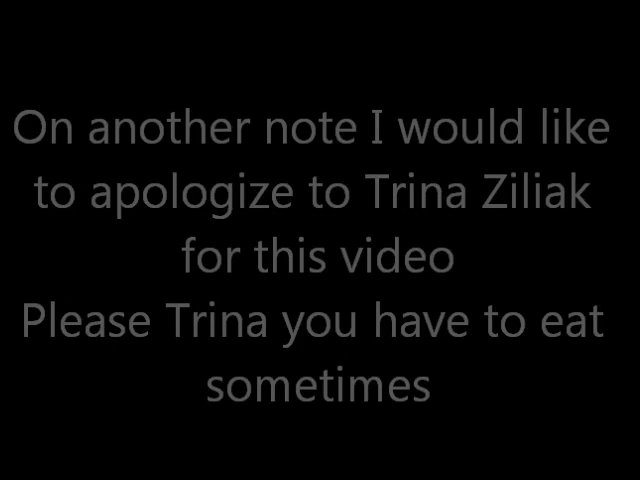 On another note I would like
to apologize to Trina Ziliak
for this video
Please Trina you have to eat
sometimes